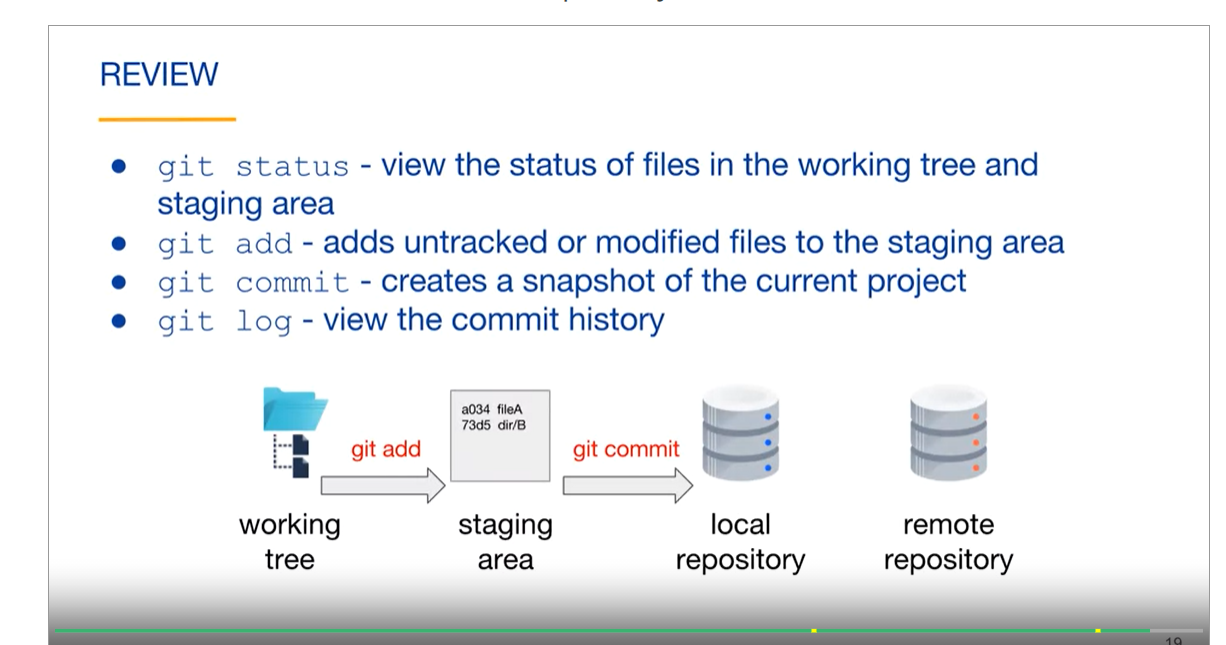 REVIEW
● git status - view the status of files in the working tree and
staging area
● git add - adds untracked or modified files to the staging area
● git commit - creates a snapshot of the current project
● git log - view the commit history
a034 fileA
73d5 dir/B
git add
git commit
working
tree
staging
area
local
repository
remote
repository
19